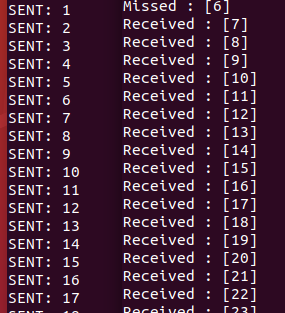 SENT: 1
SENT: 2
SENT: 3
SENT: 4
SENT: 5
SENT: 6
SENT: 7
SENT: 8
SENT: 9
SENT: 10
SENT: 11
SENT: 12
SENT: 13
SENT: 14
SENT: 15
SENT: 16
SENT: 17
Missed : [6]
Received : [7]
Received : [8]
Received : [9]
Received : [10]
Received : [11]
Received : [12]
Received : [13]
Received : [14]
Received : [15]
Received : [16]
Received : [17]
Received : [18]
Received : [19]
Received : [20]
Received : [21]
Received : [22]
Received : [23]